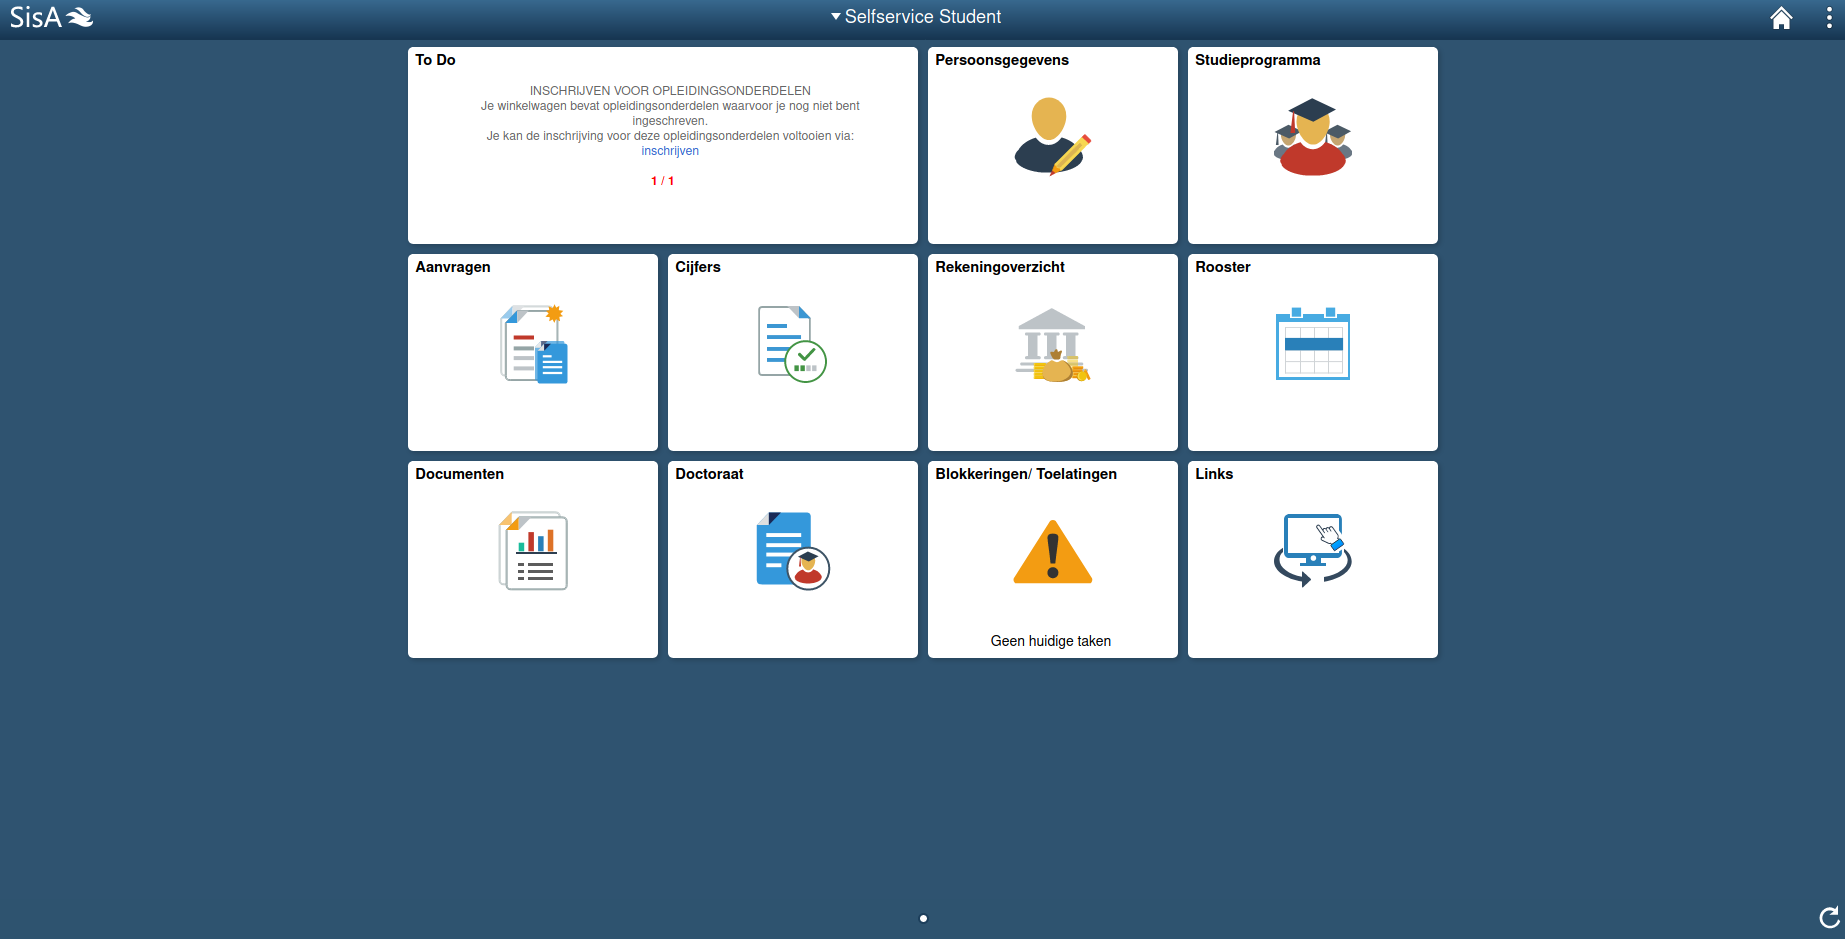 SisA
Selfservice Student
To Do
INSCHRIJVEN VOOR OPLEIDINGSONDERDELEN
Je winkelwagen bevat opleidingsonderdelen waarvoor je nog niet bent
ingeschreven.
Je kan de inschrijving voor deze opleidingsonderdelen voltooien via:
inschrijven
1 / 1
Persoonsgegevens
Studieprogramma
Aanvragen
Cijfers
Rekeningoverzicht
Rooster
Documenten
Doctoraat
Blokkeringen/ Toelatingen
Geen huidige taken
Links